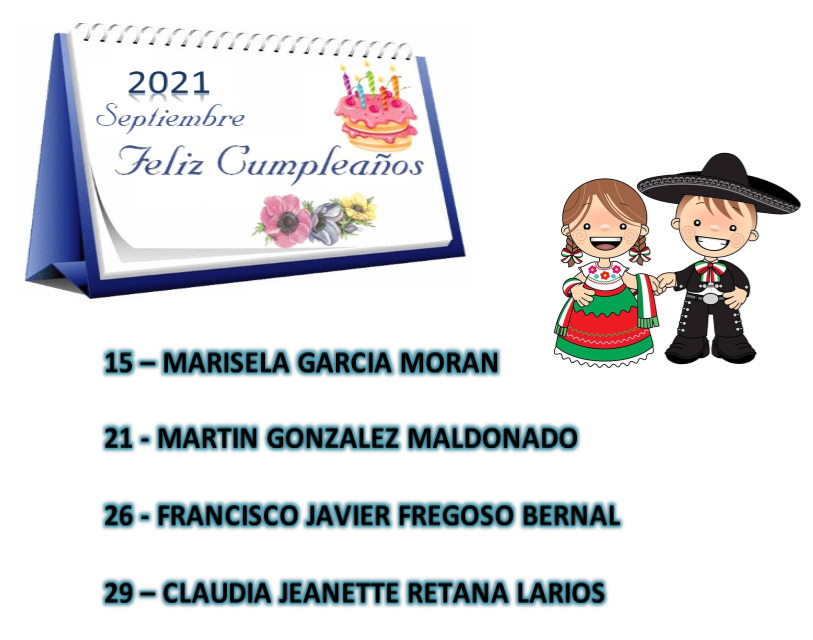 2021
Septiembre
Feliz Cumpleaños
15 – MARISELA GARCIA MORAN
21 - MARTIN GONZALEZ MALDONADO
26 - FRANCISCO JAVIER FREGOSO BERNAL
29 – CLAUDIA JEANETTE RETANA LARIOS